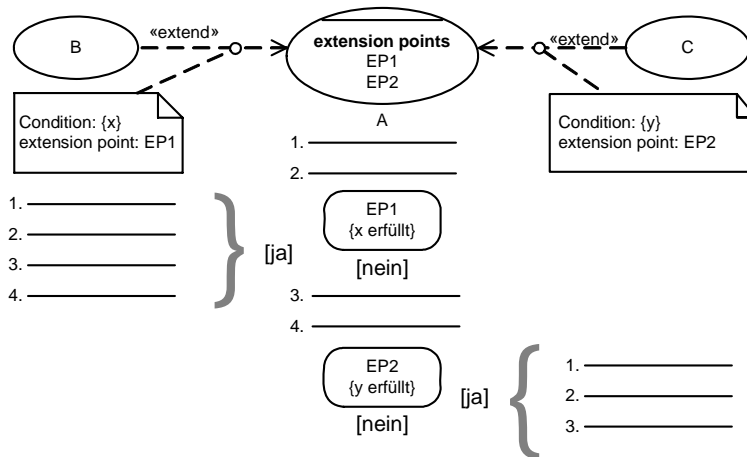 B
«extend»
extension points
EP1
EP2
«extend»
C
Condition: {x}
extension point: EP1
A
Condition: {y}
extension point: EP2
1.
2.
EP1
{x erfüllt}
[nein]
1.
2.
3.
4.
[ja]
3.
4.
EP2
{y erfüllt}
[nein]
[ja]
1.
2.
3.